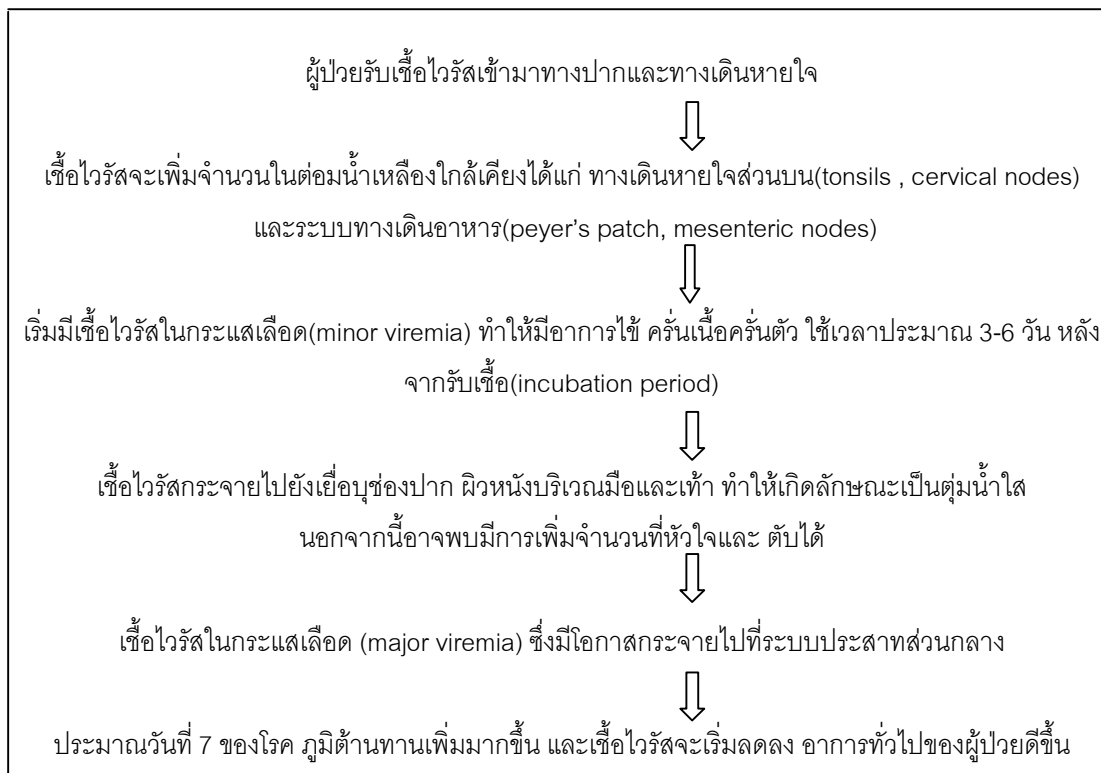 ผู้ป่วยรับเชื้อไวรัสเข้ามาทางปากและทางเดินหายใจ
เชื้อไวรัสจะเพิ่มจำนวนในต่อมน้ำเหลืองใกล้เคียงได้แก่ ทางเดินหายใจส่วนบน(tonsils , cervical nodes)
และระบบทางเดินอาหาร(peyer's patch, mesenteric nodes)
เริ่มมีเชื้อไวรัสในกระแสเลือด(minor viremia) ทำให้มีอาการไข้ ครั่นเนื้อครั่นตัว ใช้เวลาประมาณ 3-6 วัน หลัง
จากรับเชื้อ(incubation period)
เชื้อไวรัสกระจายไปยังเยื่อบุช่องปาก ผิวหนังบริเวณมือและเท้า ทำให้เกิดลักษณะเป็นตุ่มน้ำใส
นอกจากนี้อาจพบมีการเพิ่มจำนวนที่หัวใจและ ตับได้
เชื้อไวรัสในกระแสเลือด (major viremia) ซึ่งมีโอกาสกระจายไปที่ระบบประสาทส่วนกลาง
ประมาณวันที่ 7 ของโรค ภูมิต้านทานเพิ่มมากขึ้น และเชื้อไวรัสจะเริ่มลดลง อาการทั่วไปของผู้ป่วยดีขึ้น